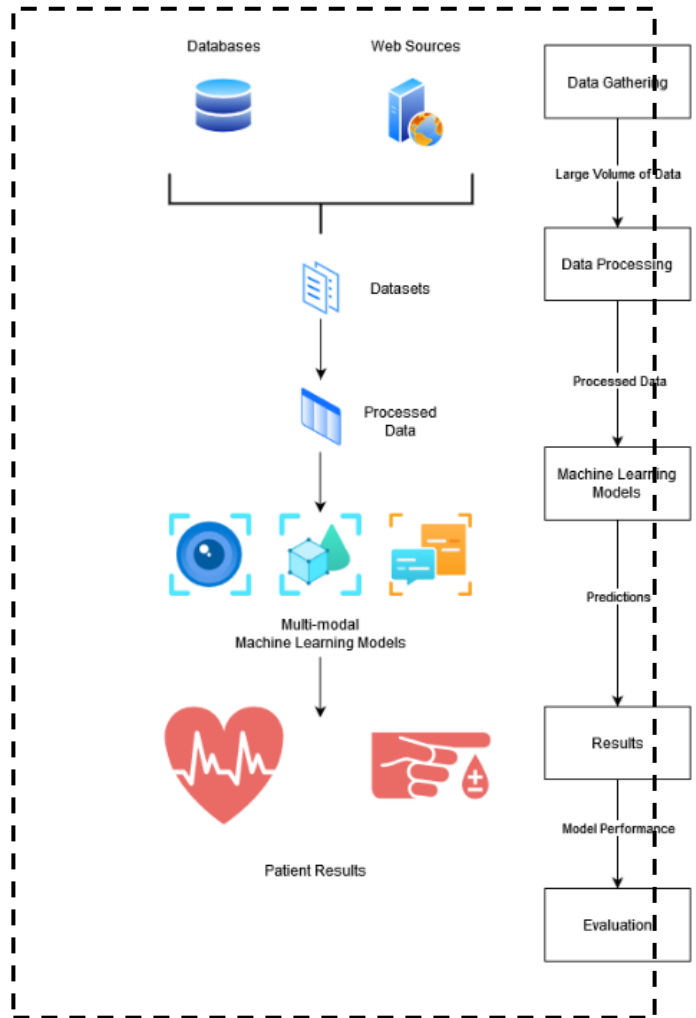 Databases
Web Sources
Datasets
Processed
Data
Multi-modal
Machine Learning Models
Patient Results
Data Gathering
Large Volume of Data
Data Processing
Processed Data
Machine Learning
Models
Predictions
Results
Model Performance
Evaluation